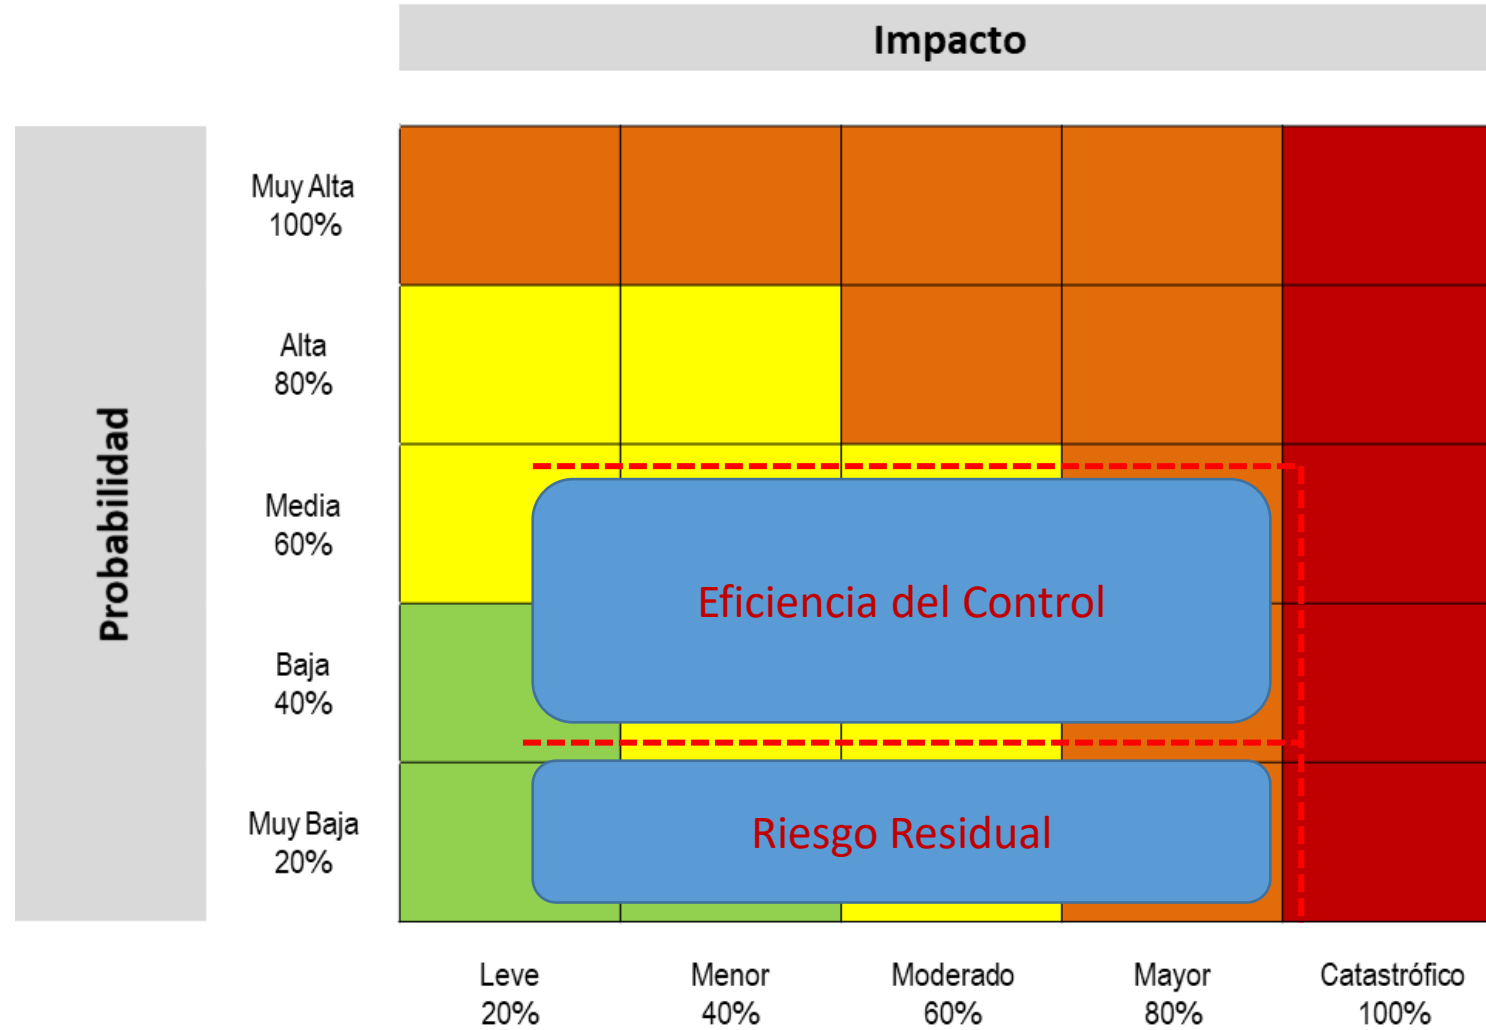 Impacto
Probabilidad
Muy Alta
100%
Alta
80%
Media
60%
Eficiencia del Control
Baja
40%
Muy Baja
20%
Riesgo Residual
Leve
20%
Menor
40%
Moderado
60%
Mayor
80%
Catastrófico
100%